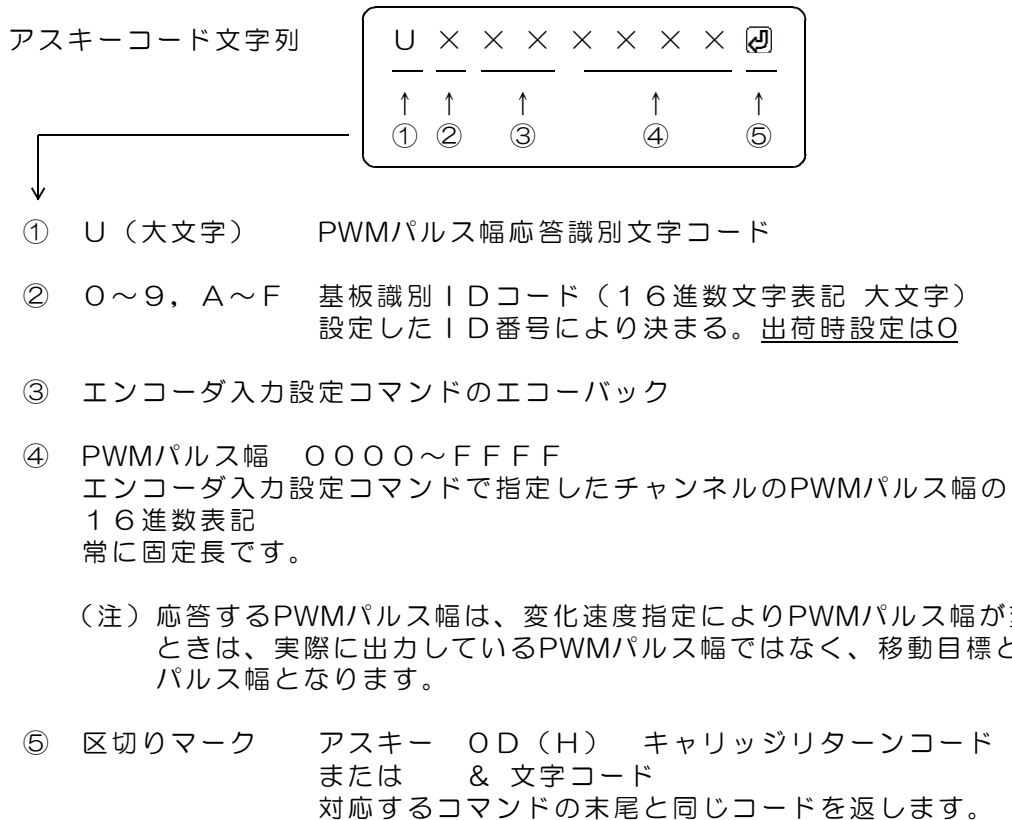 アスキーコード文字列 U × × × × × × × ⏎
↑ ↑ ↑ ↑ ↑
① ② ③ ④ ⑤
① U(大文字) PWMパルス幅応答識別文字コード
② 0~9,A~F 基板識別IDコード(16進数文字表記 大文字)
設定したID番号により決まる。出荷時設定は0
③ エンコーダ入力設定コマンドのエコーバック
④ PWMパルス幅 0000~FFFF
エンコーダ入力設定コマンドで指定したチャンネルのPWMパルス幅の
16進数表記
常に固定長です。
(注)応答するPWMパルス幅は、変化速度指定によりPWMパルス幅が
ときは、実際に出力しているPWMパルス幅ではなく、移動目標と
パルス幅となります。
⑤ 区切りマーク アスキー 0D(H) キャリッジリターンコード
または & 文字コード
対応するコマンドの末尾と同じコードを返します。